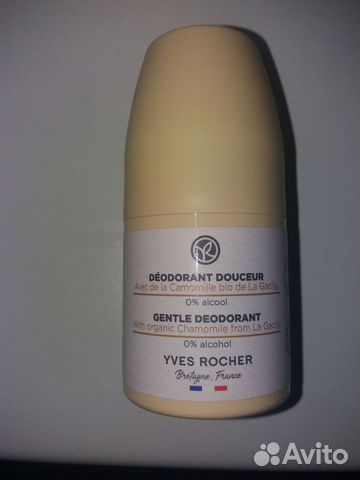 DÉODORANT DOUCEUR
Avec de la Camomille bio de La Gacilly
0% alcool
GENTLE DEODORANT
With organic Chamomile from La Gacilly
0% alcohol
YVES ROCHER
Bretagne, France
Avito